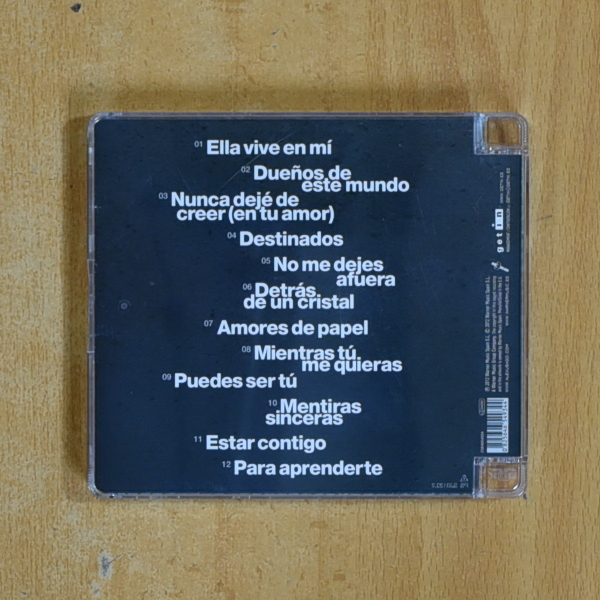 01 Ella vive en mí
02 Dueños de
este mundo
03 Nunca dejé de
creer (en tu amor)
04 Destinados
05 No me dejes
afuera
06 Detrás
de un cristal
07 Amores de papel
08 Mientras tú
me quieras
09 Puedes ser tú
10 Mentiras
sinceras
11 Estar contigo
12 Para aprenderte
get in